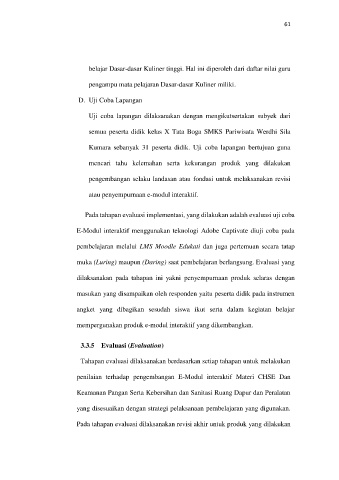 61
belajar Dasar-dasar Kuliner tinggi. Hal ini diperoleh dari daftar nilai guru
pengampu mata pelajaran Dasar-dasar Kuliner miliki.
D. Uji Coba Lapangan
Uji coba lapangan dilaksanakan dengan mengikutsertakan subyek dari
semua peserta didik kelas X Tata Boga SMKS Pariwisata Werdhi Sila
Kumara sebanyak 31 peserta didik. Uji coba lapangan bertujuan guna
mencari tahu kelemahan serta kekurangan produk yang dilakukan
pengembangan selaku landasan atau fondasi untuk melaksanakan revisi
atau penyempurnaan e-modul interaktif.
Pada tahapan evaluasi implementasi, yang dilakukan adalah evaluasi uji coba
E-Modul interaktif menggunakan teknologi Adobe Captivate diuji coba pada
pembelajaran melalui LMS Moodle Edukati dan juga pertemuan secara tatap
muka (Luring) maupun (Daring) saat pembelajaran berlangsung. Evaluasi yang
dilaksanakan pada tahapan ini yakni penyempurnaan produk selaras dengan
masukan yang disampaikan oleh responden yaitu peserta didik pada instrumen
angket yang dibagikan sesudah siswa ikut serta dalam kegiatan belajar
mempergunakan produk e-modul interaktif yang dikembangkan.
3.3.5 Evaluasi (Evaluation)
Tahapan evaluasi dilaksanakan berdasarkan setiap tahapan untuk melakukan
penilaian terhadap pengembangan E-Modul interaktif Materi CHSE Dan
Keamanan Pangan Serta Kebersihan dan Sanitasi Ruang Dapur dan Peralatan
yang disesuaikan dengan strategi pelaksanaan pembelajaran yang digunakan.
Pada tahapan evaluasi dilaksanakan revisi akhir untuk produk yang dilakukan